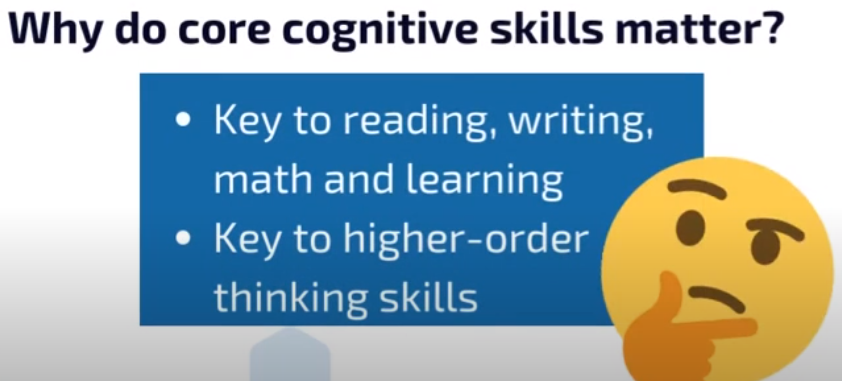 Why do core cognitive skills matter?
• Key to reading, writing,
math and learning
• Key to higher-order
thinking skills